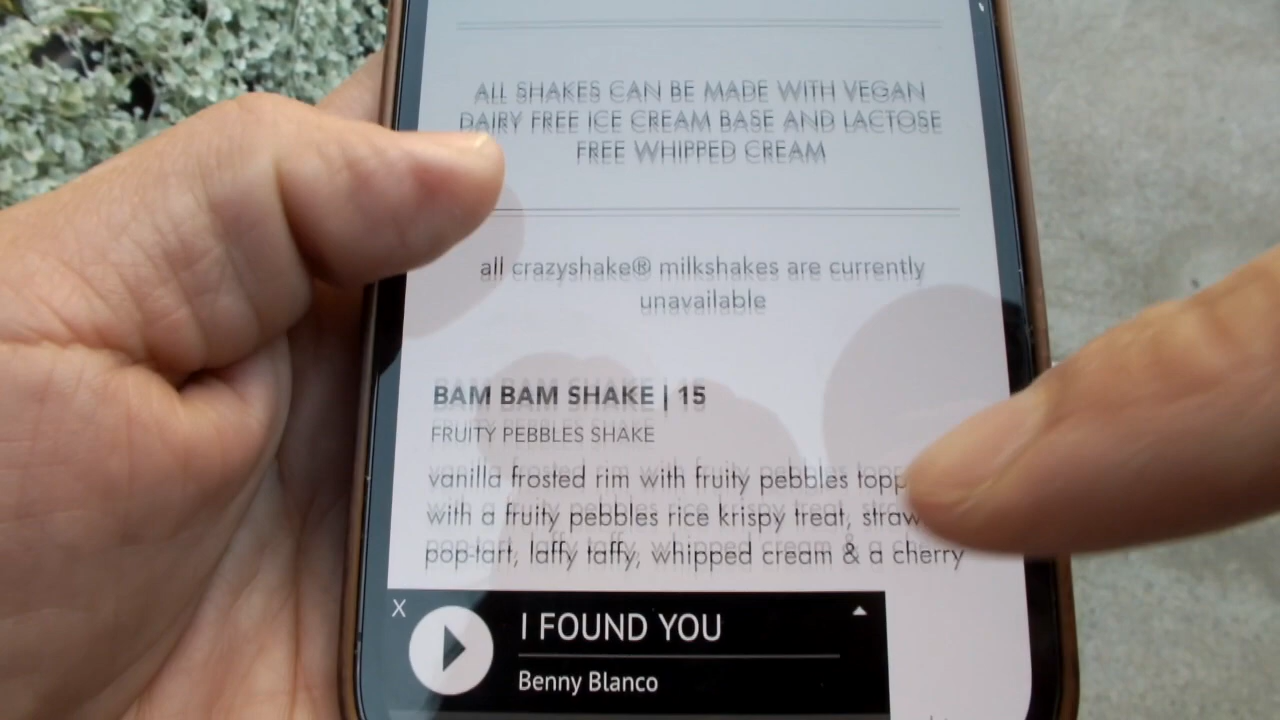 ALL SHAKES CAN BE MADE WITH VEGAN
DAIRY FREE ICE CREAM BASE AND LACTOSE
FREE WHIPPED CREAM
all crazyshake® milkshakes are currently
unavailable
BAM BAM SHAKE | 15
FRUITY PEBBLES SHAKE
vanilla frosted rim with fruity pebbles
with a fruity pebbles rice krispy treat,
pop-tart, laffy taffy, whipped cream & a cherry
X
I FOUND YOU
Benny Blanco